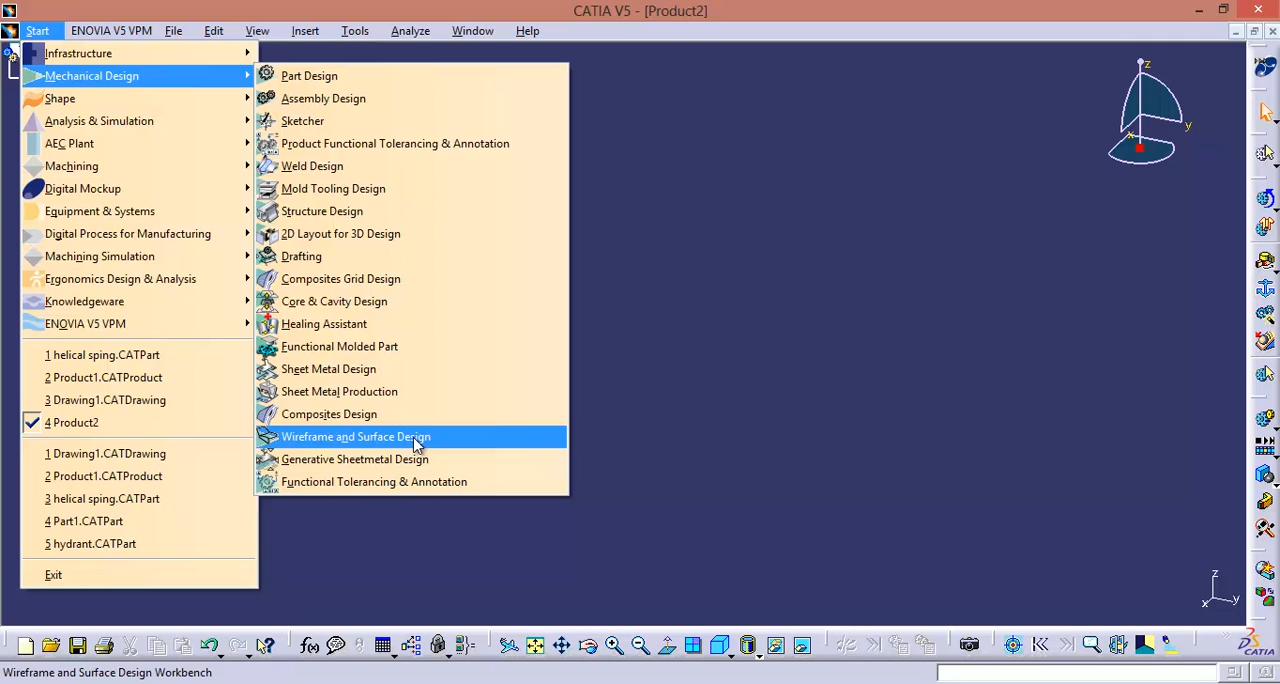 CATIA V5 - [Product2]
Start ENOVIA V5 VPM File Edit View Insert Tools Analyze Window Help
Infrastructure
Mechanical Design
Shape
Analysis & Simulation
AEC Plant
Machining
Digital Mockup
Equipment & Systems
Digital Process for Manufacturing
Machining Simulation
Ergonomics Design & Analysis
Knowledgeware
ENOVIA V5 VPM
1 helical sping.CATPart
2 Product1.CATProduct
3 Drawing1.CATDrawing
4 Product2
1 Drawing1.CATDrawing
2 Product1.CATProduct
3 helical sping.CATPart
4 Part1.CATPart
5 hydrant.CATPart
Exit
Part Design
Assembly Design
Sketcher
Product Functional Tolerancing & Annotation
Weld Design
Mold Tooling Design
Structure Design
2D Layout for 3D Design
Drafting
Composites Grid Design
Core & Cavity Design
Healing Assistant
Functional Molded Part
Sheet Metal Design
Sheet Metal Production
Composites Design
Wireframe and Surface Design
Generative Sheetmetal Design
Functional Tolerancing & Annotation
z
y
x
z
y
x
f(x)
CATIA
Wireframe and Surface Design Workbench